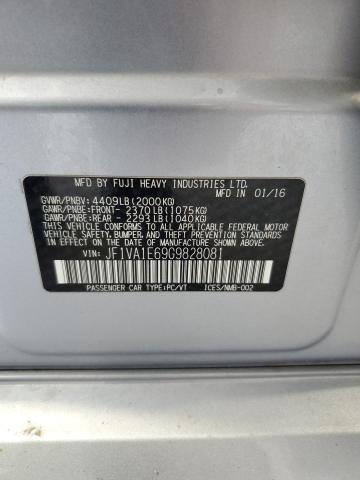 MFD BY FUJI HEAVY INDUSTRIES LTD.
MFD IN 01/16
GVWR/PNBV: 4409LB(2000KG)
GAWR/PNBE:FRONT- 2370LB(1075KG)
GAWR/PNBE:REAR - 2293LB(1040KG)
THIS VEHICLE CONFORMS TO ALL APPLICABLE FEDERAL MOTOR
VEHICLE SAFETY, BUMPER, AND THEFT PREVENTION STANDARDS
IN EFFECT ON THE DATE OF MANUFACTURE SHOWN ABOVE.
VIN: JF1VA1E69G9828081
PASSENGER CAR TYPE:PC/VT ICES/NMB-002